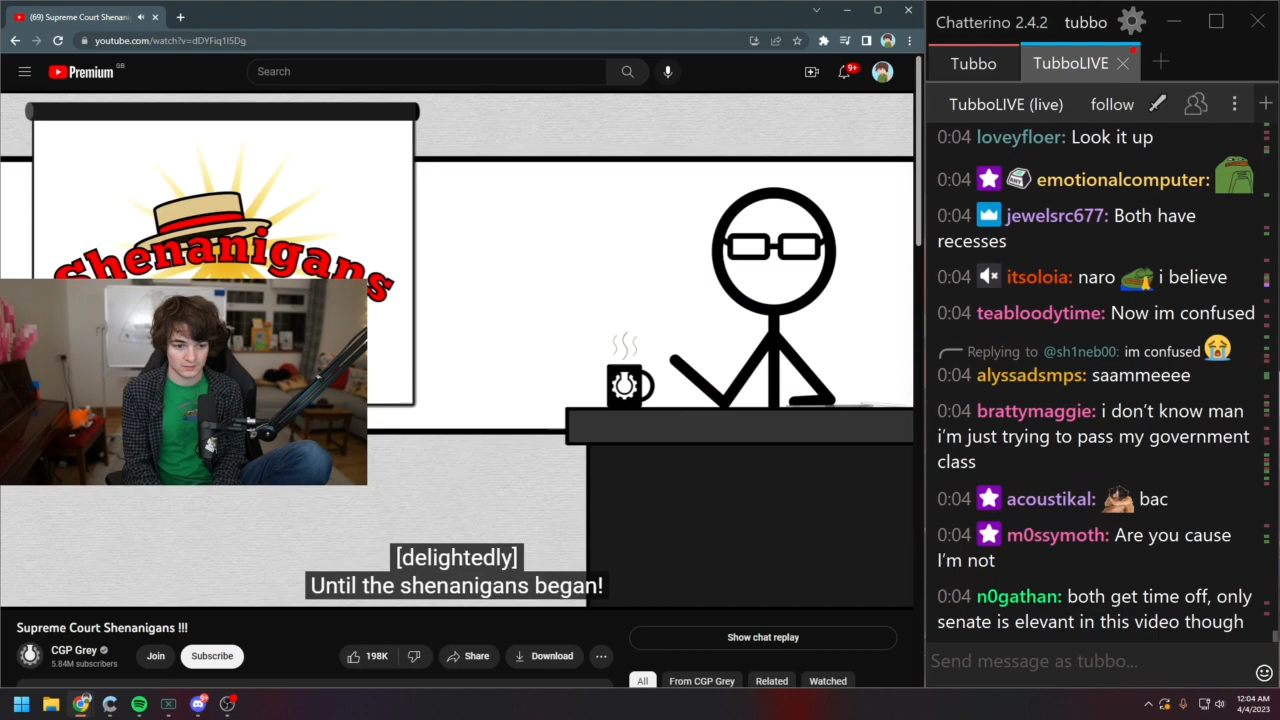 (69) Supreme Court Shenani
youtube.com/watch?v=dDYFiq1l5Dg
Premium GB
Search
9+
Shenanigans
[delightedly]
Until the shenanigans began!
Supreme Court Shenanigans !!!
CGP Grey
5.84M subscribers
Join
Subscribe
198K
Share
Download
Show chat replay
All
From CGP Grey
Related
Watched
Chatterino 2.4.2
tubbo
Tubbo
TubboLIVE
TubboLIVE (live)
follow
0:04 loveyfloer: Look it up
0:04 emotionalcomputer:
0:04 jewelsrc677: Both have
recesses
0:04 itsoloia: naro i believe
0:04 teabloodytime: Now im confused
Replying to @sh1neb00: im confused
0:04 alyssadsmps: saammeeee
0:04 brattymaggie: i don't know man
i'm just trying to pass my government
class
0:04 acoustikal: bac
0:04 m0ssymoth: Are you cause
I'm not
0:04 n0gathan: both get time off, only
senate is elevant in this video though
Send message as tubbo...
12:04 AM
4/4/2023